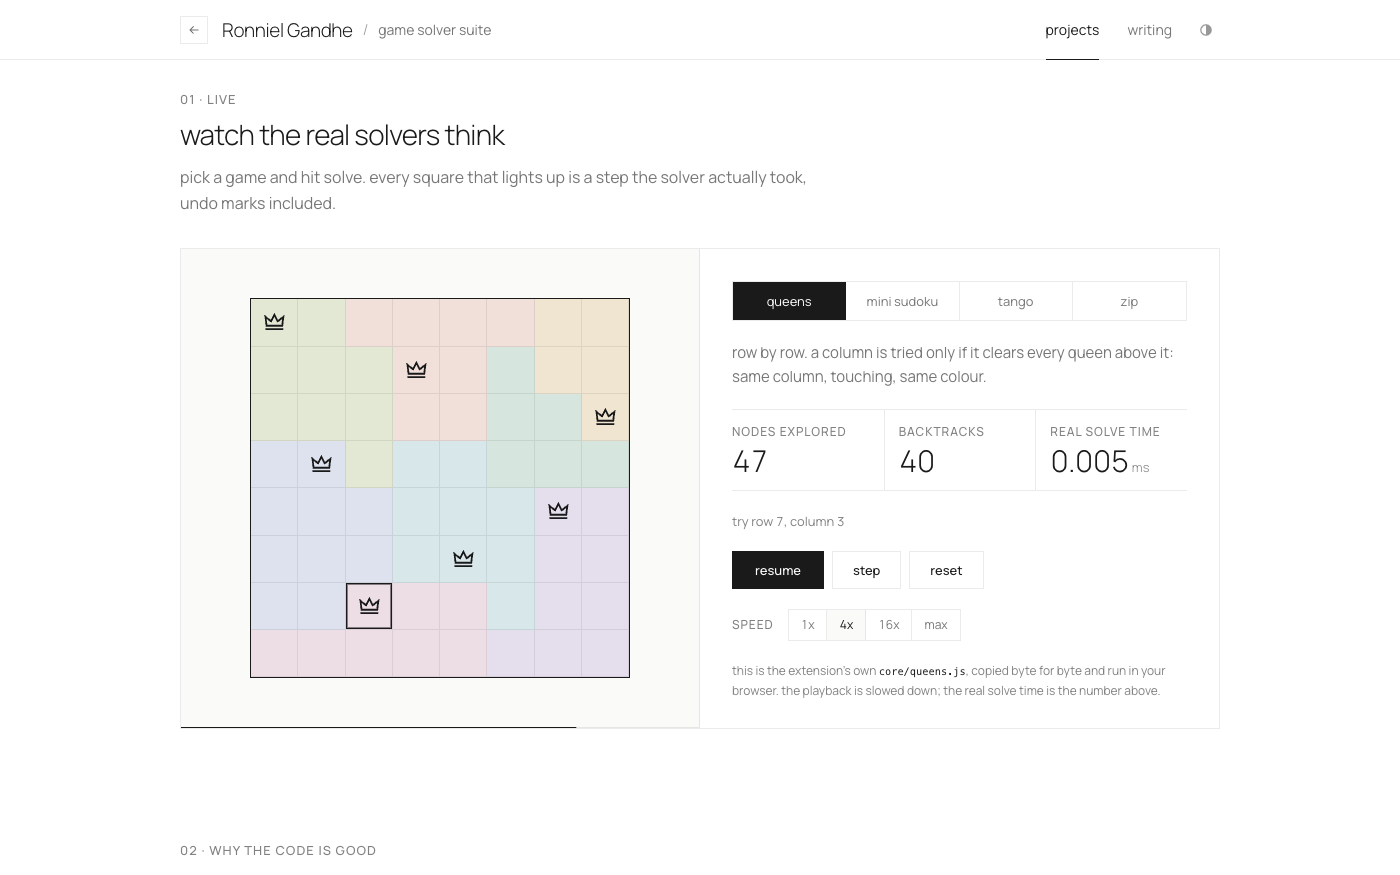 Ronniel Gandhe / game solver suite
projects
writing
01 · LIVE
watch the real solvers think
pick a game and hit solve. every square that lights up is a step the solver actually took,
undo marks included.
queens
mini sudoku
tango
zip
row by row. a column is tried only if it clears every queen above it:
same column, touching, same colour.
NODES EXPLORED
47
BACKTRACKS
40
REAL SOLVE TIME
0.005 ms
try row 7, column 3
resume
step
reset
SPEED
1x
4x
16x
max
this is the extension's own core/queens.js, copied byte for byte and run in your
browser. the playback is slowed down; the real solve time is the number above.
02 · WHY THE CODE IS GOOD